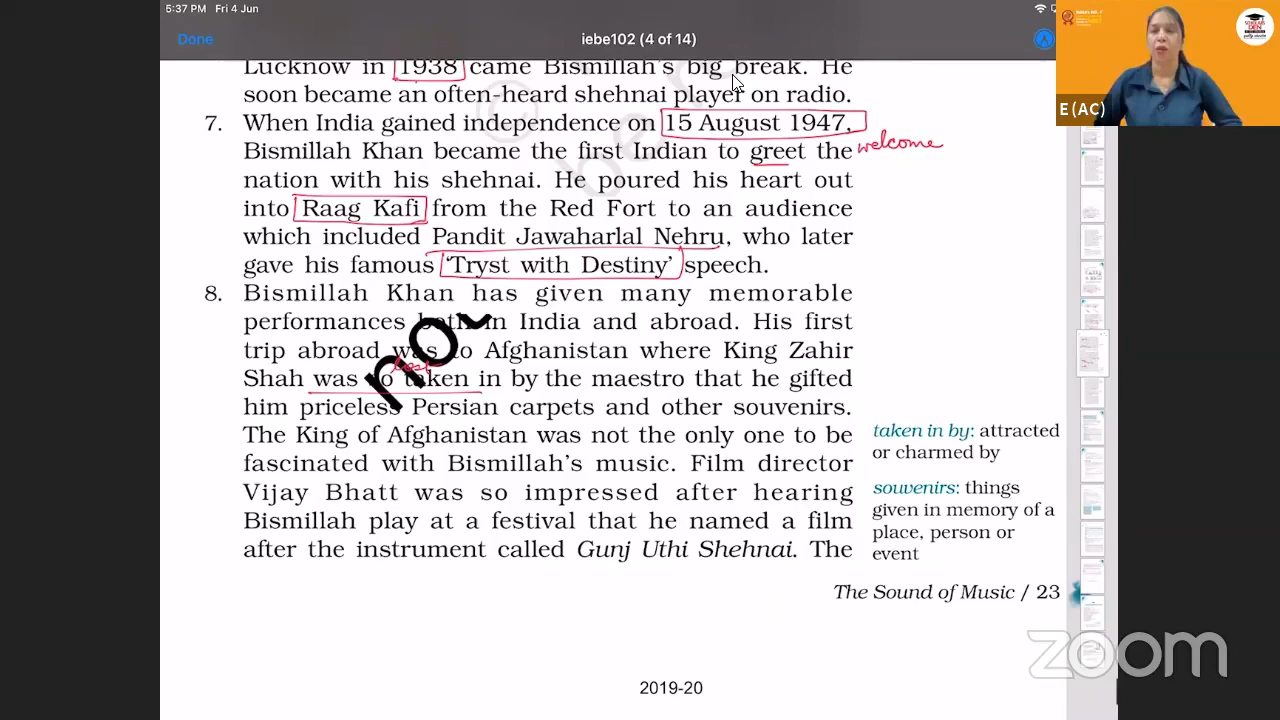 5:37 PM Fri 4 Jun
Done
iebe102 (4 of 14)
E (AC)
Lucknow in 1938 came Bismillah's big break. He
soon became an often-heard shehnai player on radio.
7. When India gained independence on 15 August 1947,
Bismillah Khan became the first Indian to greet the welcome
nation with his shehnai. He poured his heart out
into Raag Kafi from the Red Fort to an audience
which included Pandit Jawaharlal Nehru, who later
gave his famous 'Tryst with Destiny' speech.
8. Bismillah Khan has given many memorable
performances both in India and abroad. His first
trip abroad was to Afghanistan where King Zahir
lost
Shah was so taken in by the maestro that he gifted
him priceless Persian carpets and other souvenirs.
The King of Afghanistan was not the only one to be
fascinated with Bismillah's music. Film director
Vijay Bhatt was so impressed after hearing
Bismillah play at a festival that he named a film
after the instrument called Gunj Uthi Shehnai. The
taken in by: attracted
or charmed by
souvenirs: things
given in memory of a
place, person or
event
The Sound of Music / 23
2019-20
not
zoom